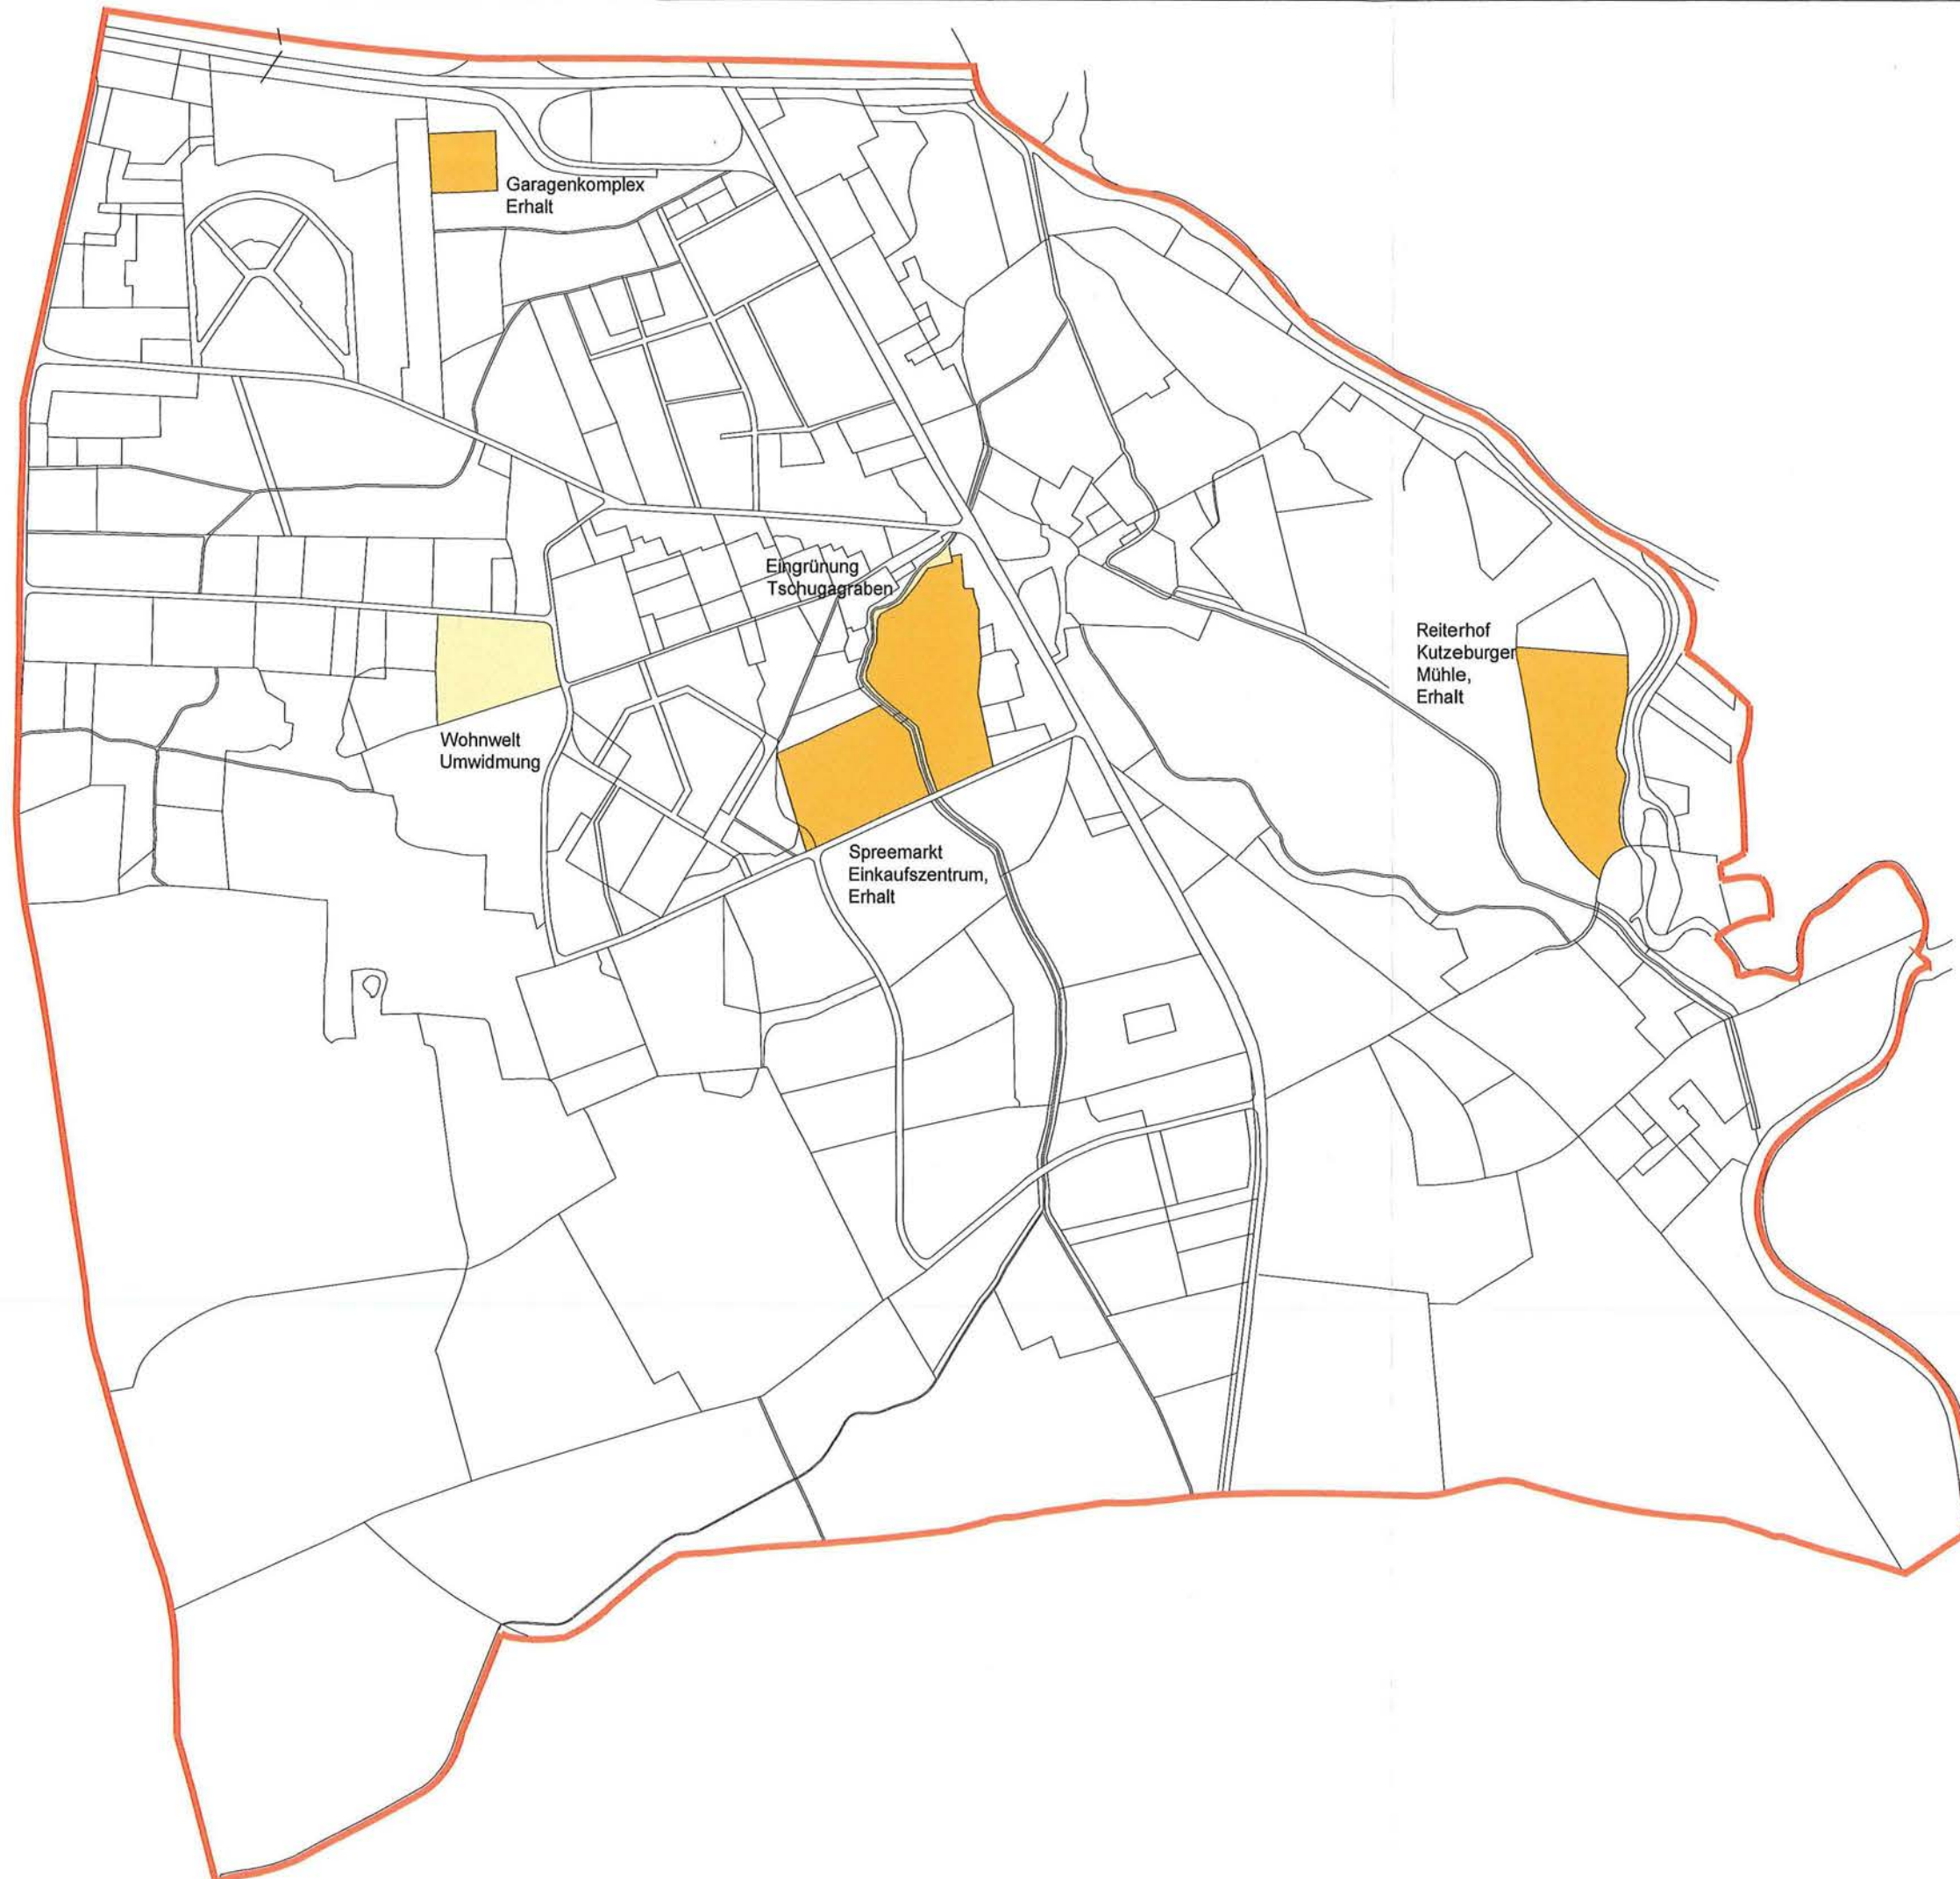 Garagenkomplex
Erhalt
Eingrünung
Tschugagraben
Reiterhof
Kutzeburger
Mühle,
Erhalt
Wohnwelt
Umwidmung
Spreemarkt
Einkaufszentrum,
Erhalt